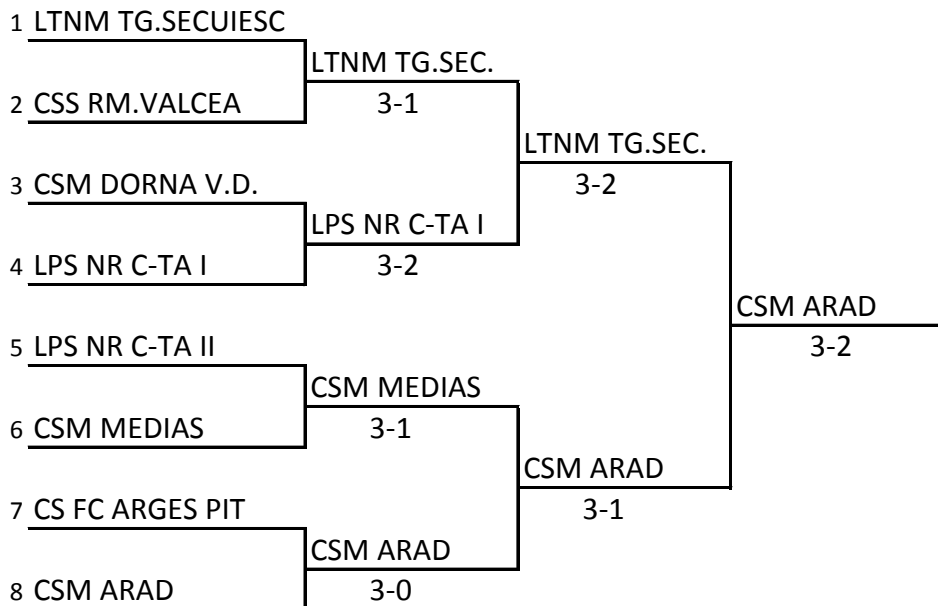 1 LTNM TG.SECUIESC
LTNM TG.SEC.
2 CSS RM.VALCEA
3-1
LTNM TG.SEC.
3 CSM DORNA V.D.
3-2
LPS NR C-TA I
4 LPS NR C-TA I
3-2
CSM ARAD
5 LPS NR C-TA II
3-2
CSM MEDIAS
6 CSM MEDIAS
3-1
CSM ARAD
7 CS FC ARGES PIT
3-1
CSM ARAD
8 CSM ARAD
3-0